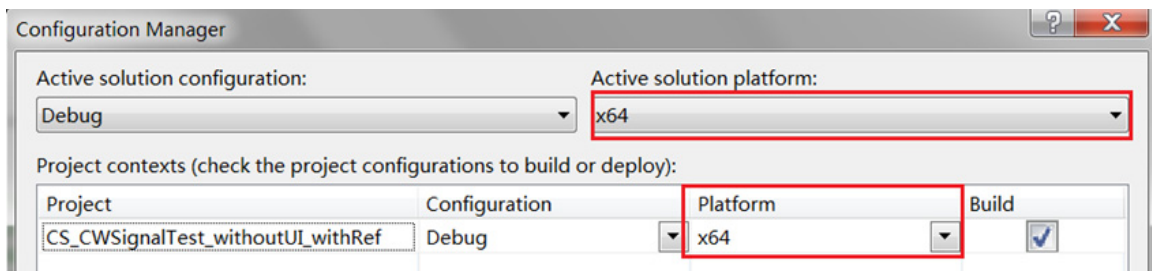 Configuration Manager
Active solution configuration: Active solution platform:
Debug x64
Project contexts (check the project configurations to build or deploy):
Project Configuration Platform Build
CS_CWSignalTest_withoutUI_withRef Debug x64